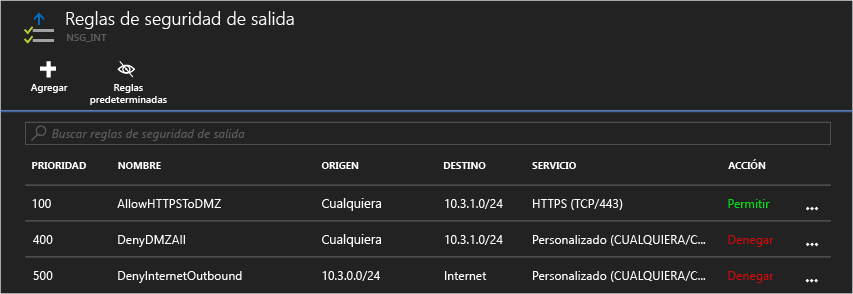 Reglas de seguridad de salida
NSG_INT
Agregar
Reglas
predeterminadas
Buscar reglas de seguridad de salida
PRIORIDAD NOMBRE ORIGEN DESTINO SERVICIO ACCIÓN
100 AllowHTTPSToDMZ Cualquiera 10.3.1.0/24 HTTPS (TCP/443) Permitir ...
400 DenyDMZAll Cualquiera 10.3.1.0/24 Personalizado (CUALQUIERA/C... Denegar ...
500 DenyInternetOutbound 10.3.0.0/24 Internet Personalizado (CUALQUIERA/C... Denegar ...